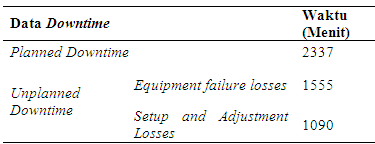 Data Downtime Waktu (Menit)
Planned Downtime 2337
Unplanned Downtime
Equipment failure losses 1555
Setup and Adjustment Losses 1090